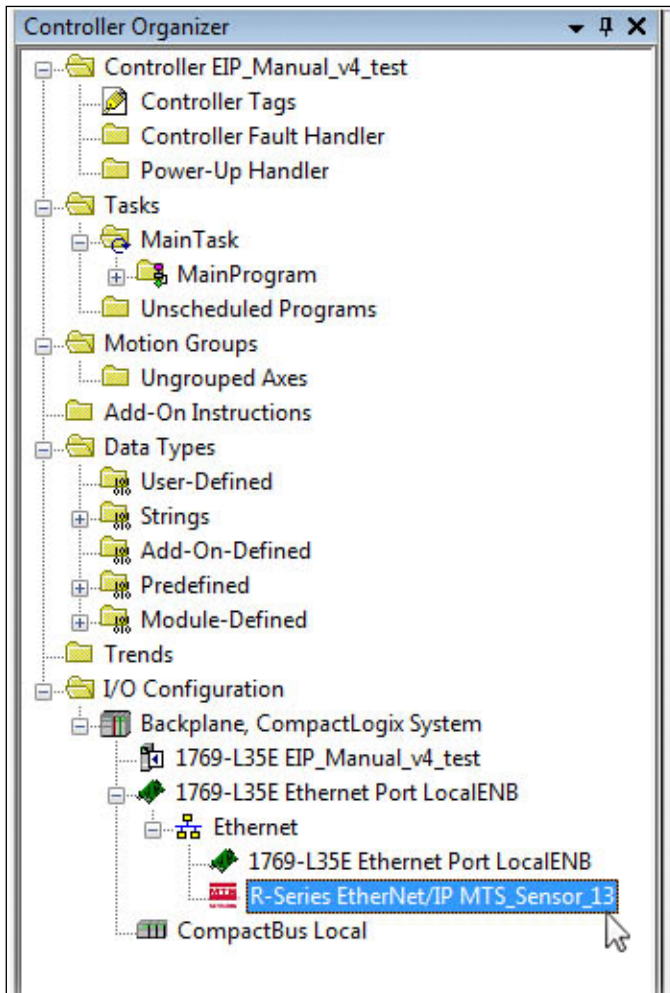 Controller Organizer
Controller EIP_Manual_v4_test
Controller Tags
Controller Fault Handler
Power-Up Handler
Tasks
MainTask
MainProgram
Unscheduled Programs
Motion Groups
Ungrouped Axes
Add-On Instructions
Data Types
User-Defined
Strings
Add-On-Defined
Predefined
Module-Defined
Trends
I/O Configuration
Backplane, CompactLogix System
1769-L35E EIP_Manual_v4_test
1769-L35E Ethernet Port LocalENB
Ethernet
1769-L35E Ethernet Port LocalENB
R-Series EtherNet/IP MTS_Sensor_13
CompactBus Local